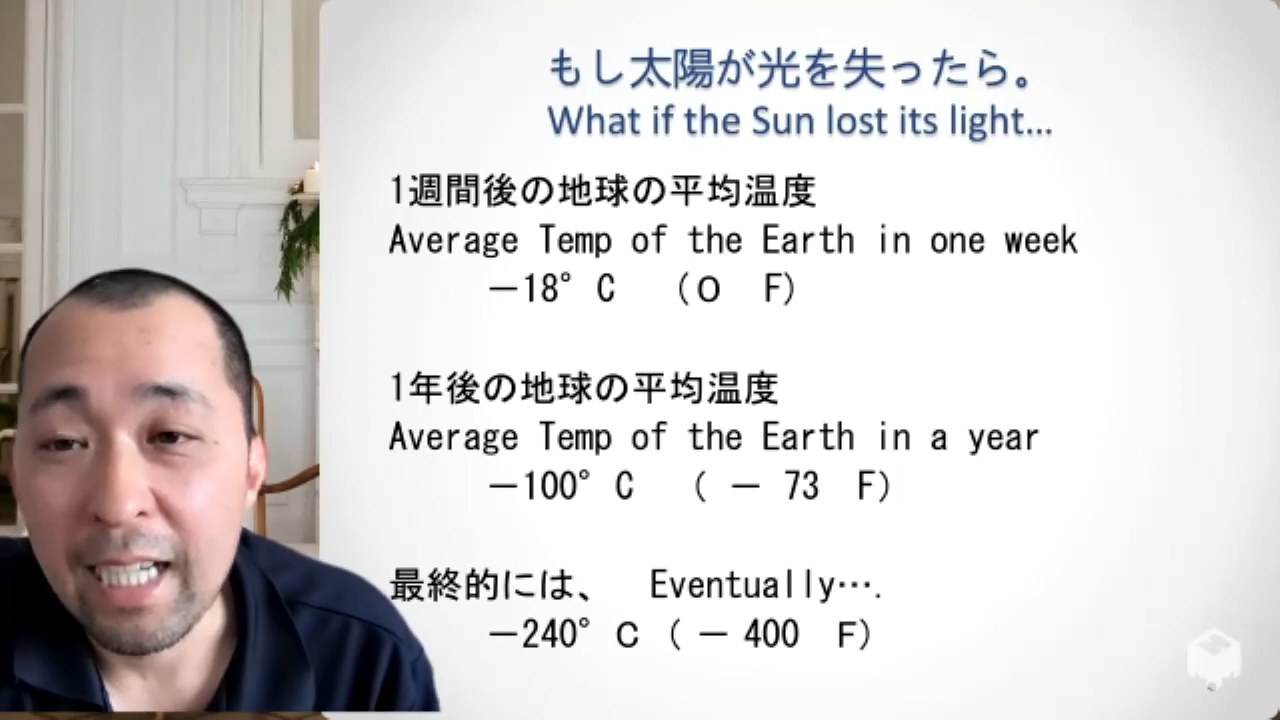 もし太陽が光を失ったら。
What if the Sun lost its light…
1週間後の地球の平均温度
Average Temp of the Earth in one week
－18°C （O F）
1年後の地球の平均温度
Average Temp of the Earth in a year
－100°C （ － 73 F）
最終的には、 Eventually….
－240°C （ － 400 F）